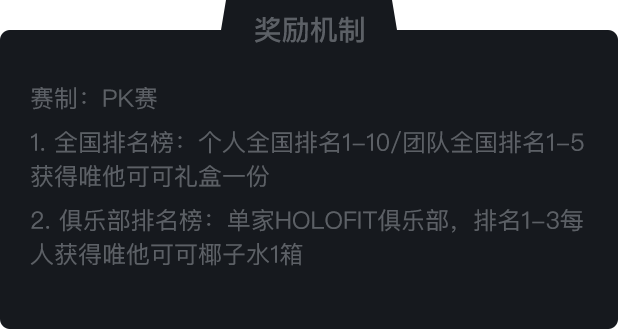 奖励机制
赛制：PK赛
1. 全国排名榜：个人全国排名1-10/团队全国排名1-5
获得唯他可可礼盒一份
2. 俱乐部排名榜：单家HOLOFIT俱乐部，排名1-3每
人获得唯他可可椰子水1箱